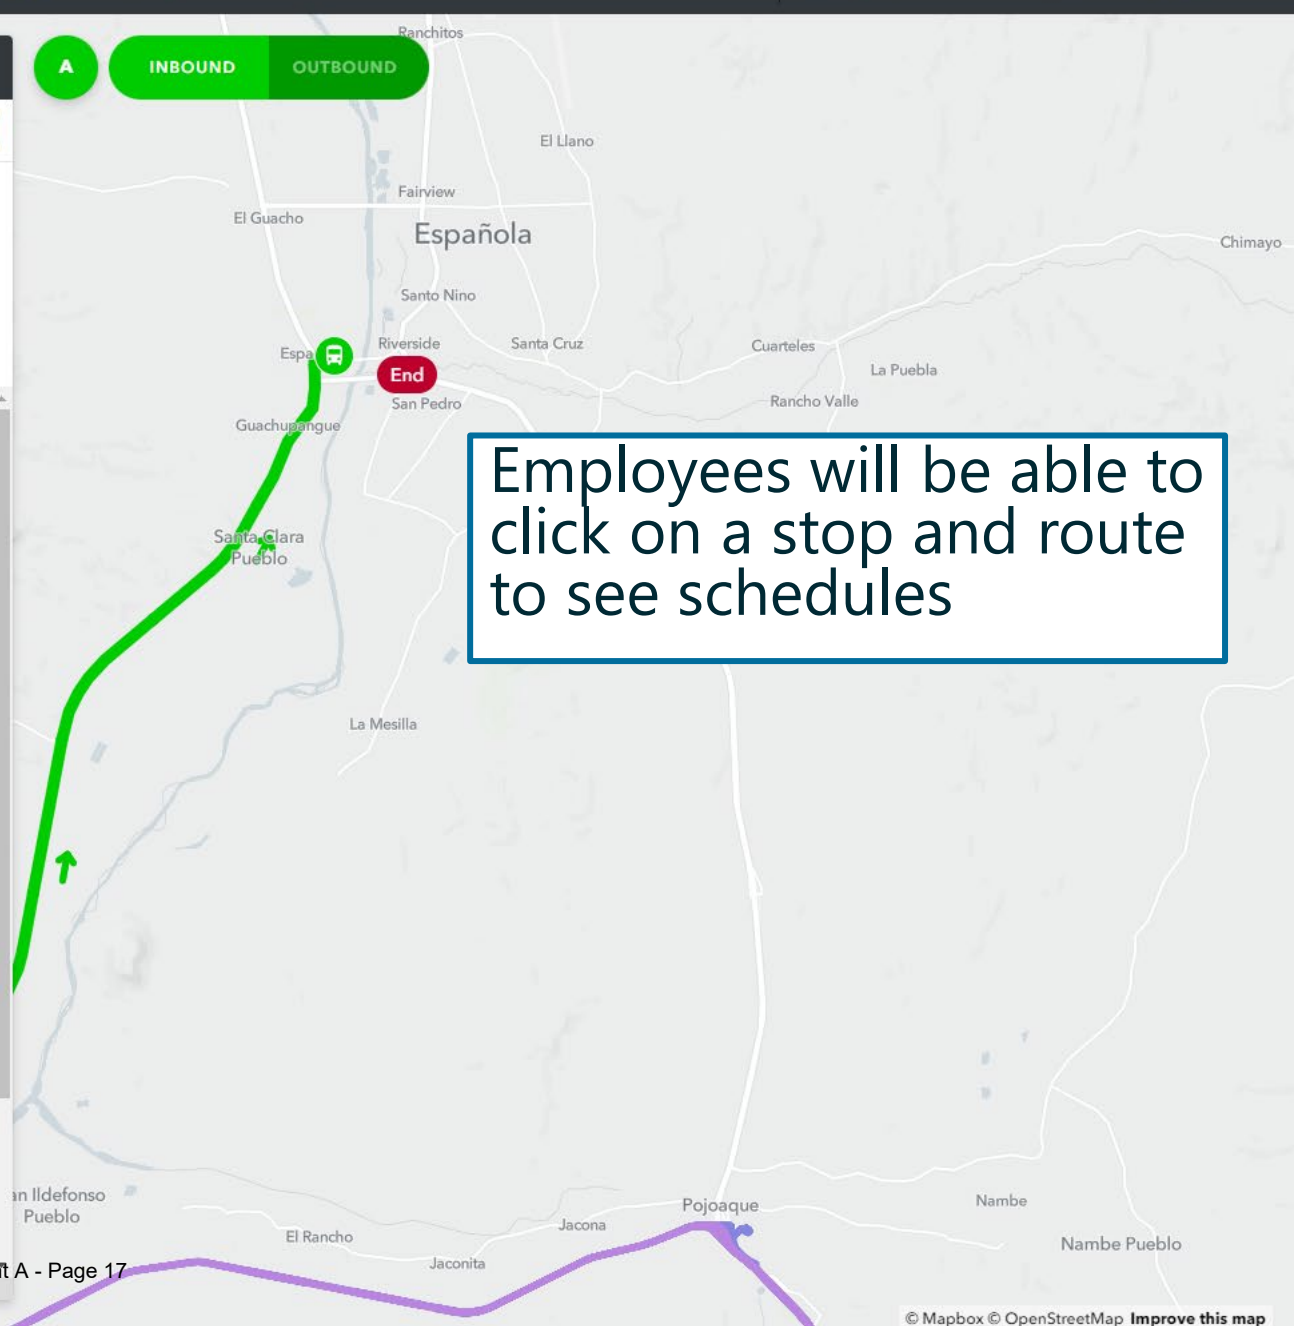 Ranchitos
A
INBOUND OUTBOUND
El Llano
Fairview
El Guacho
Española
Chimayo
Santo Nino
Riverside
Santa Cruz
Cuarteles
Espa
End
La Puebla
San Pedro
Rancho Valle
Guachupangue
Employees will be able to
click on a stop and route
to see schedules
Santa Clara
Pueblo
La Mesilla
an Ildefonso
Pueblo
Pojoaque
Nambe
Jacona
El Rancho
Nambe Pueblo
Jaconita
t A - Page 17
© Mapbox © OpenStreetMap Improve this map